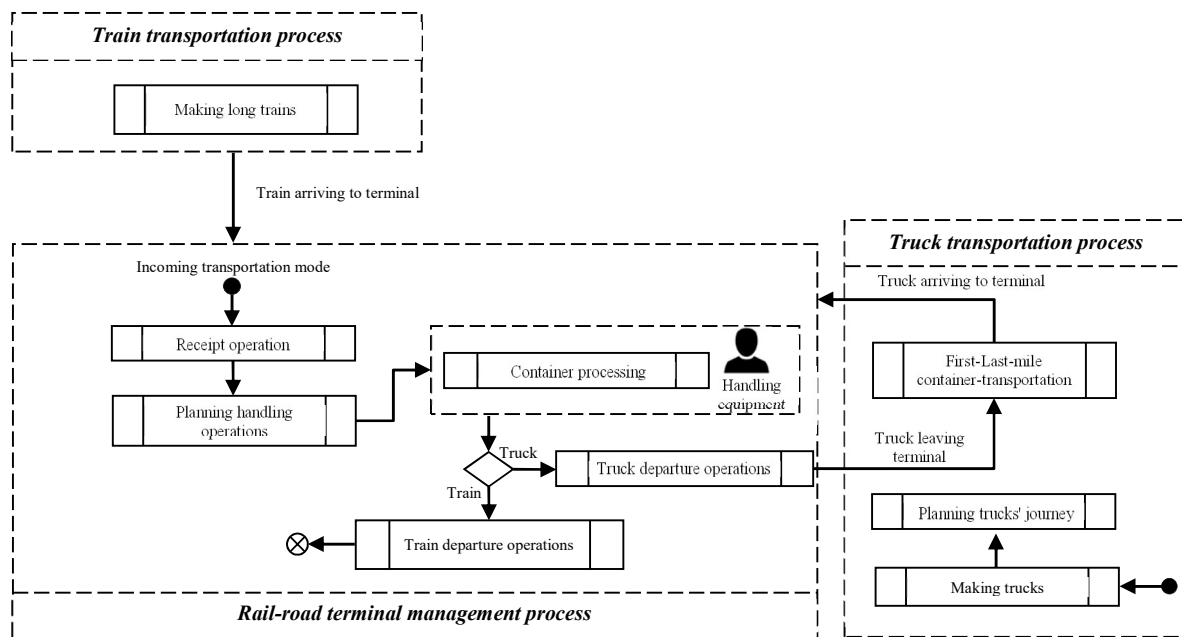 Train transportation process
Making long trains
Train arriving to terminal
Incoming transportation mode
Receipt operation
Planning handling
operations
Container processing
Handling
equipment
Truck
Train
Truck departure operations
Train departure operations
Rail-road terminal management process
Truck transportation process
Truck arriving to terminal
First-Last-mile
container-transportation
Truck leaving
terminal
Planning trucks' journey
Making trucks